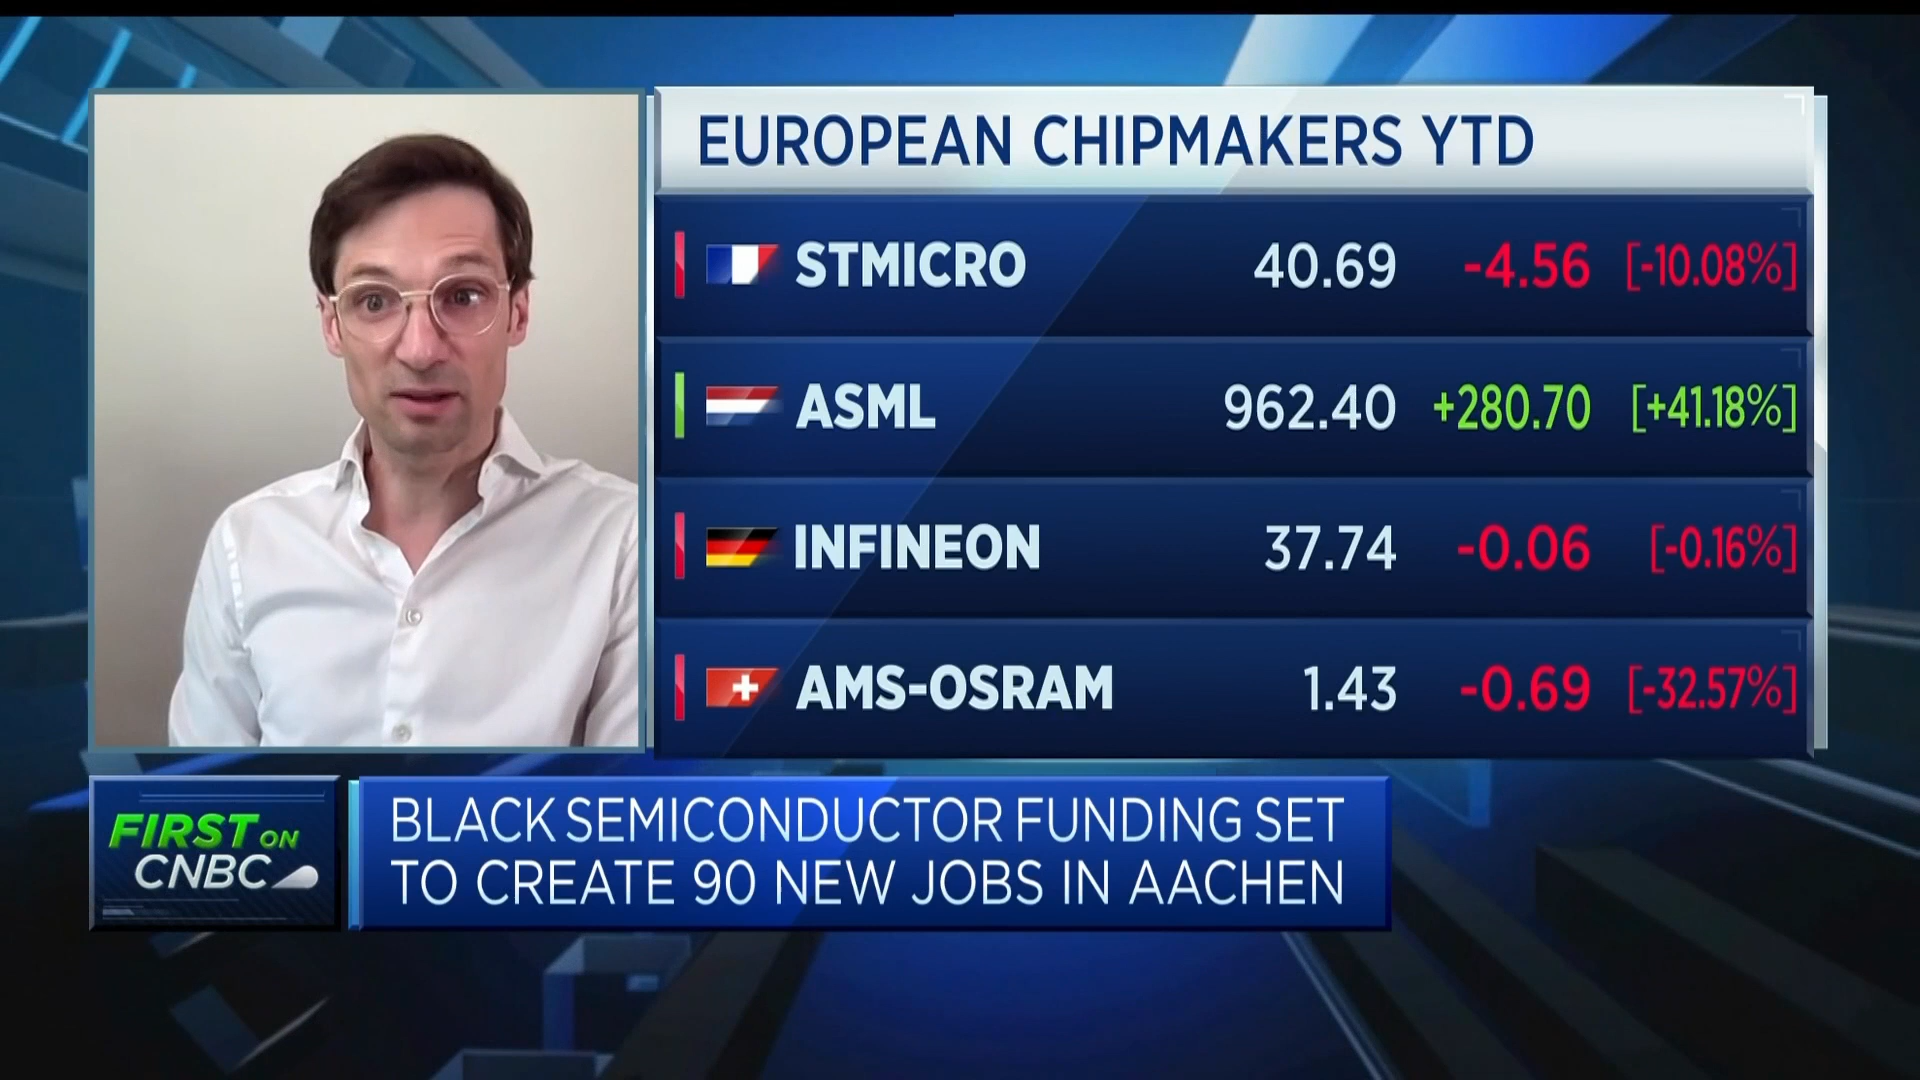 EUROPEAN CHIPMAKERS YTD
STMICRO 40.69 -4.56 [-10.08%]
ASML 962.40 +280.70 [+41.18%]
INFINEON 37.74 -0.06 [-0.16%]
AMS-OSRAM 1.43 -0.69 [-32.57%]
FIRST ON
CNBC
BLACK SEMICONDUCTOR FUNDING SET
TO CREATE 90 NEW JOBS IN AACHEN